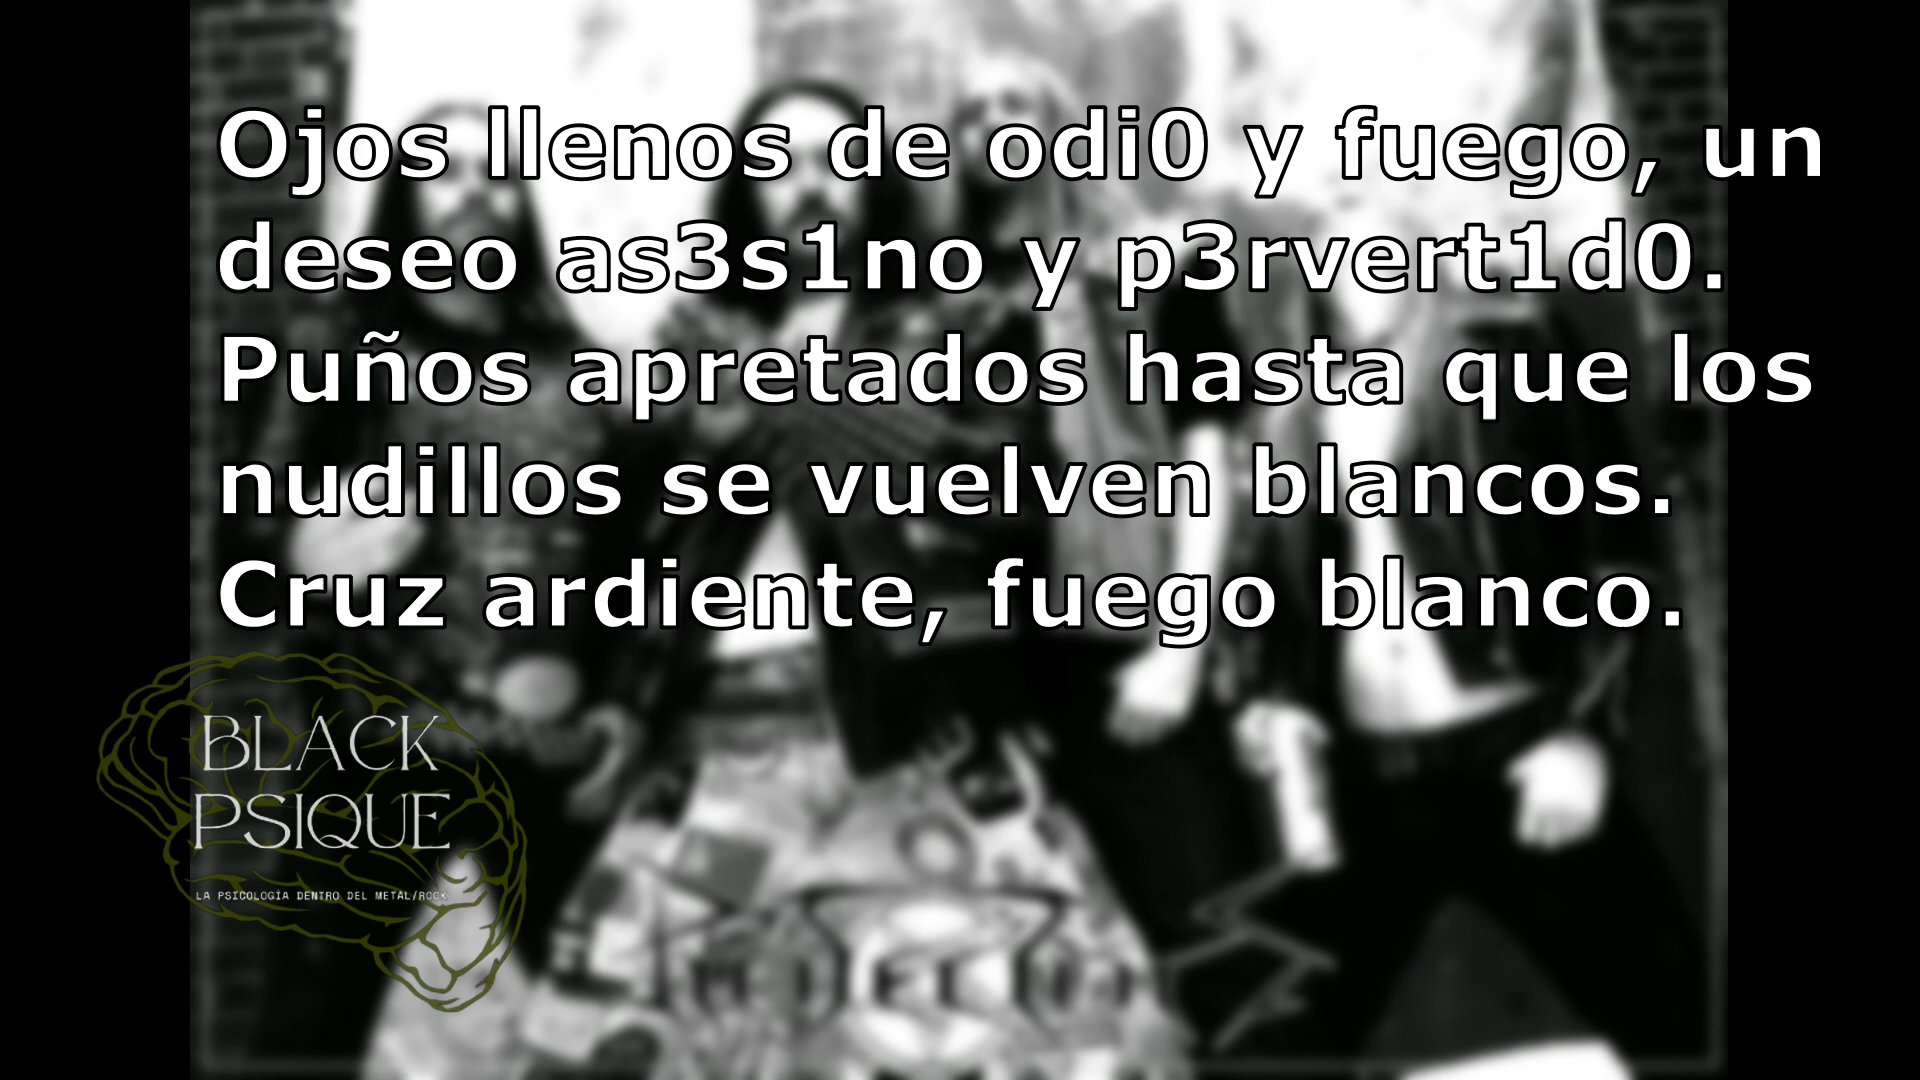 Ojos llenos de odi0 y fuego, un
deseo as3s1no y p3rvert1d0.
Puños apretados hasta que los
nudillos se vuelven blancos.
Cruz ardiente, fuego blanco.
BLACK
PSIQUE
LA PSICOLOGÍA DENTRO DEL METAL/ROCK